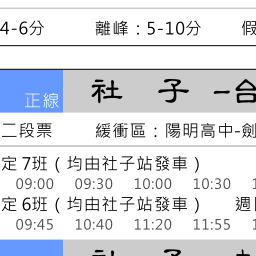 4-6分 離峰：5-10分 假
正線 社 子 -台
二段票 緩衝區：陽明高中-劍
定 7班（均由社子站發車）
09:00 09:30 10:00 10:30
定 6班（均由社子站發車） 週
09:45 10:40 11:20 11:55